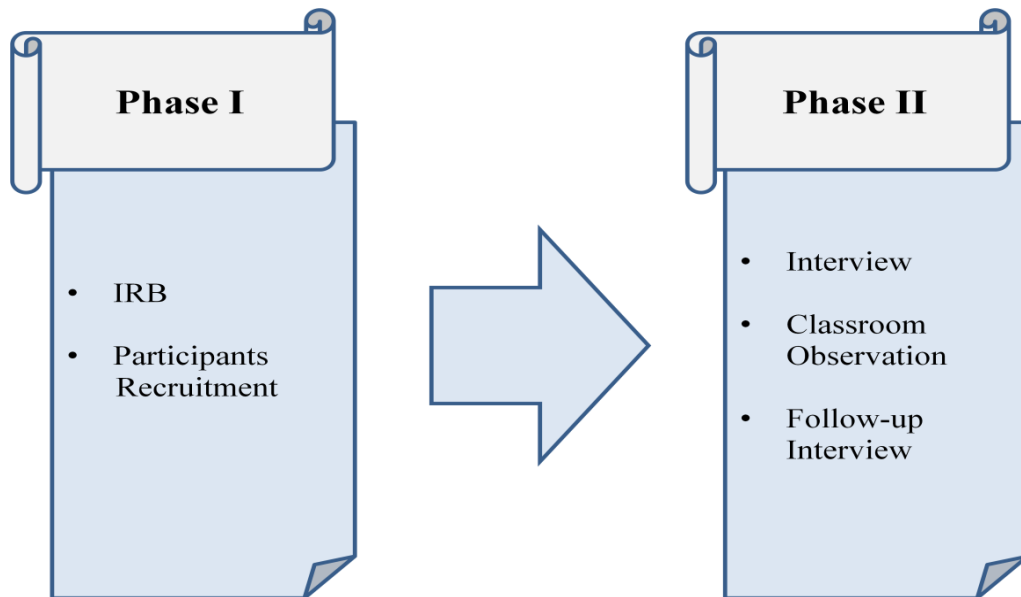 Phase I
• IRB
• Participants
Recruitment
Phase II
• Interview
• Classroom
Observation
• Follow-up
Interview